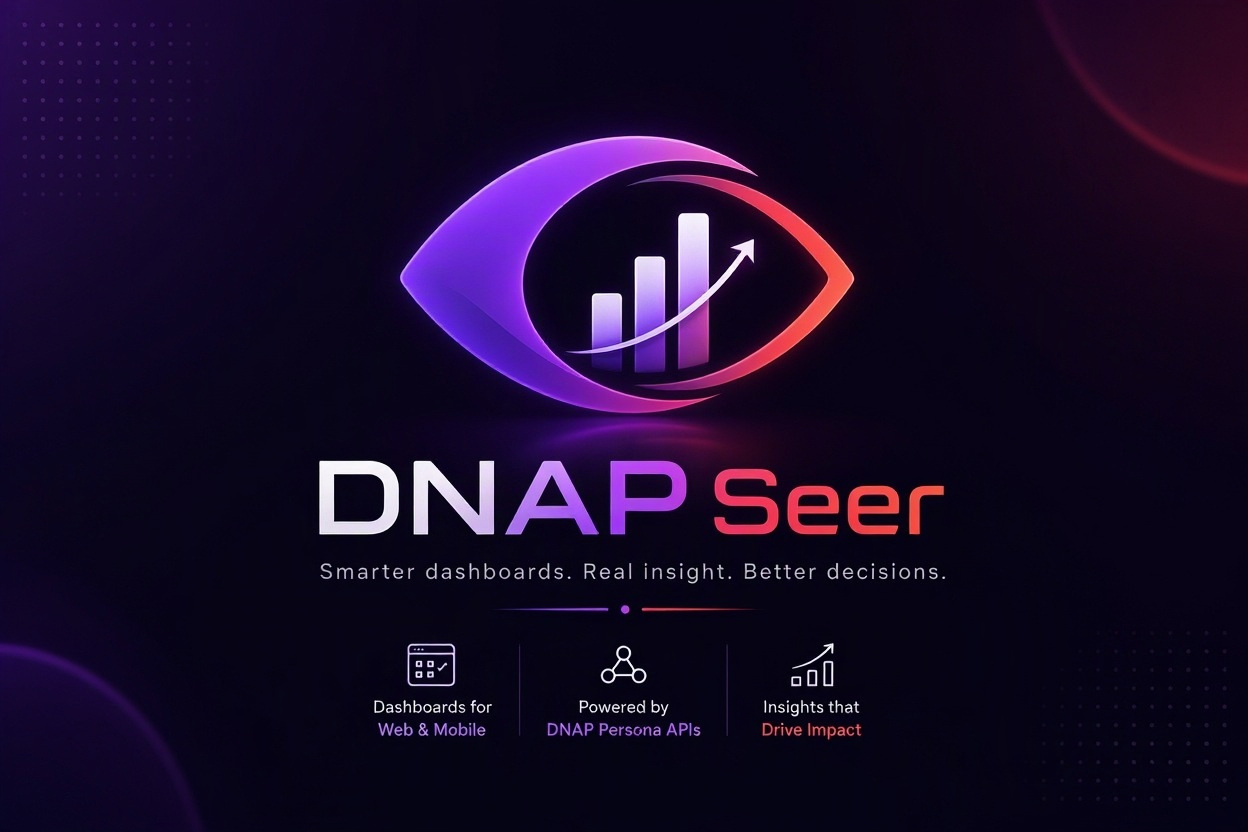 DNAP Seer
Smarter dashboards. Real insight. Better decisions.
Dashboards for
Web & Mobile
Powered by
DNAP Persona APIs
Insights that
Drive Impact